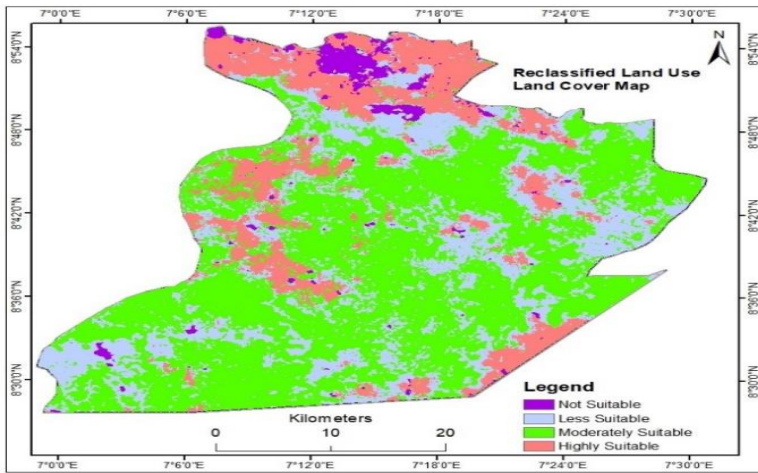 7°0'0"E 7°6'0"E 7°12'0"E 7°18'0"E 7°24'0"E 7°30'0"E
N
8°54'0"N 8°54'0"N
Reclassified Land Use
Land Cover Map
8°48'0"N 8°48'0"N
8°42'0"N 8°42'0"N
8°36'0"N 8°36'0"N
8°30'0"N 8°30'0"N
Legend
Not Suitable
Less Suitable
Moderately Suitable
Highly Suitable
Kilometers
0 10 20
7°0'0"E 7°6'0"E 7°12'0"E 7°18'0"E 7°24'0"E 7°30'0"E